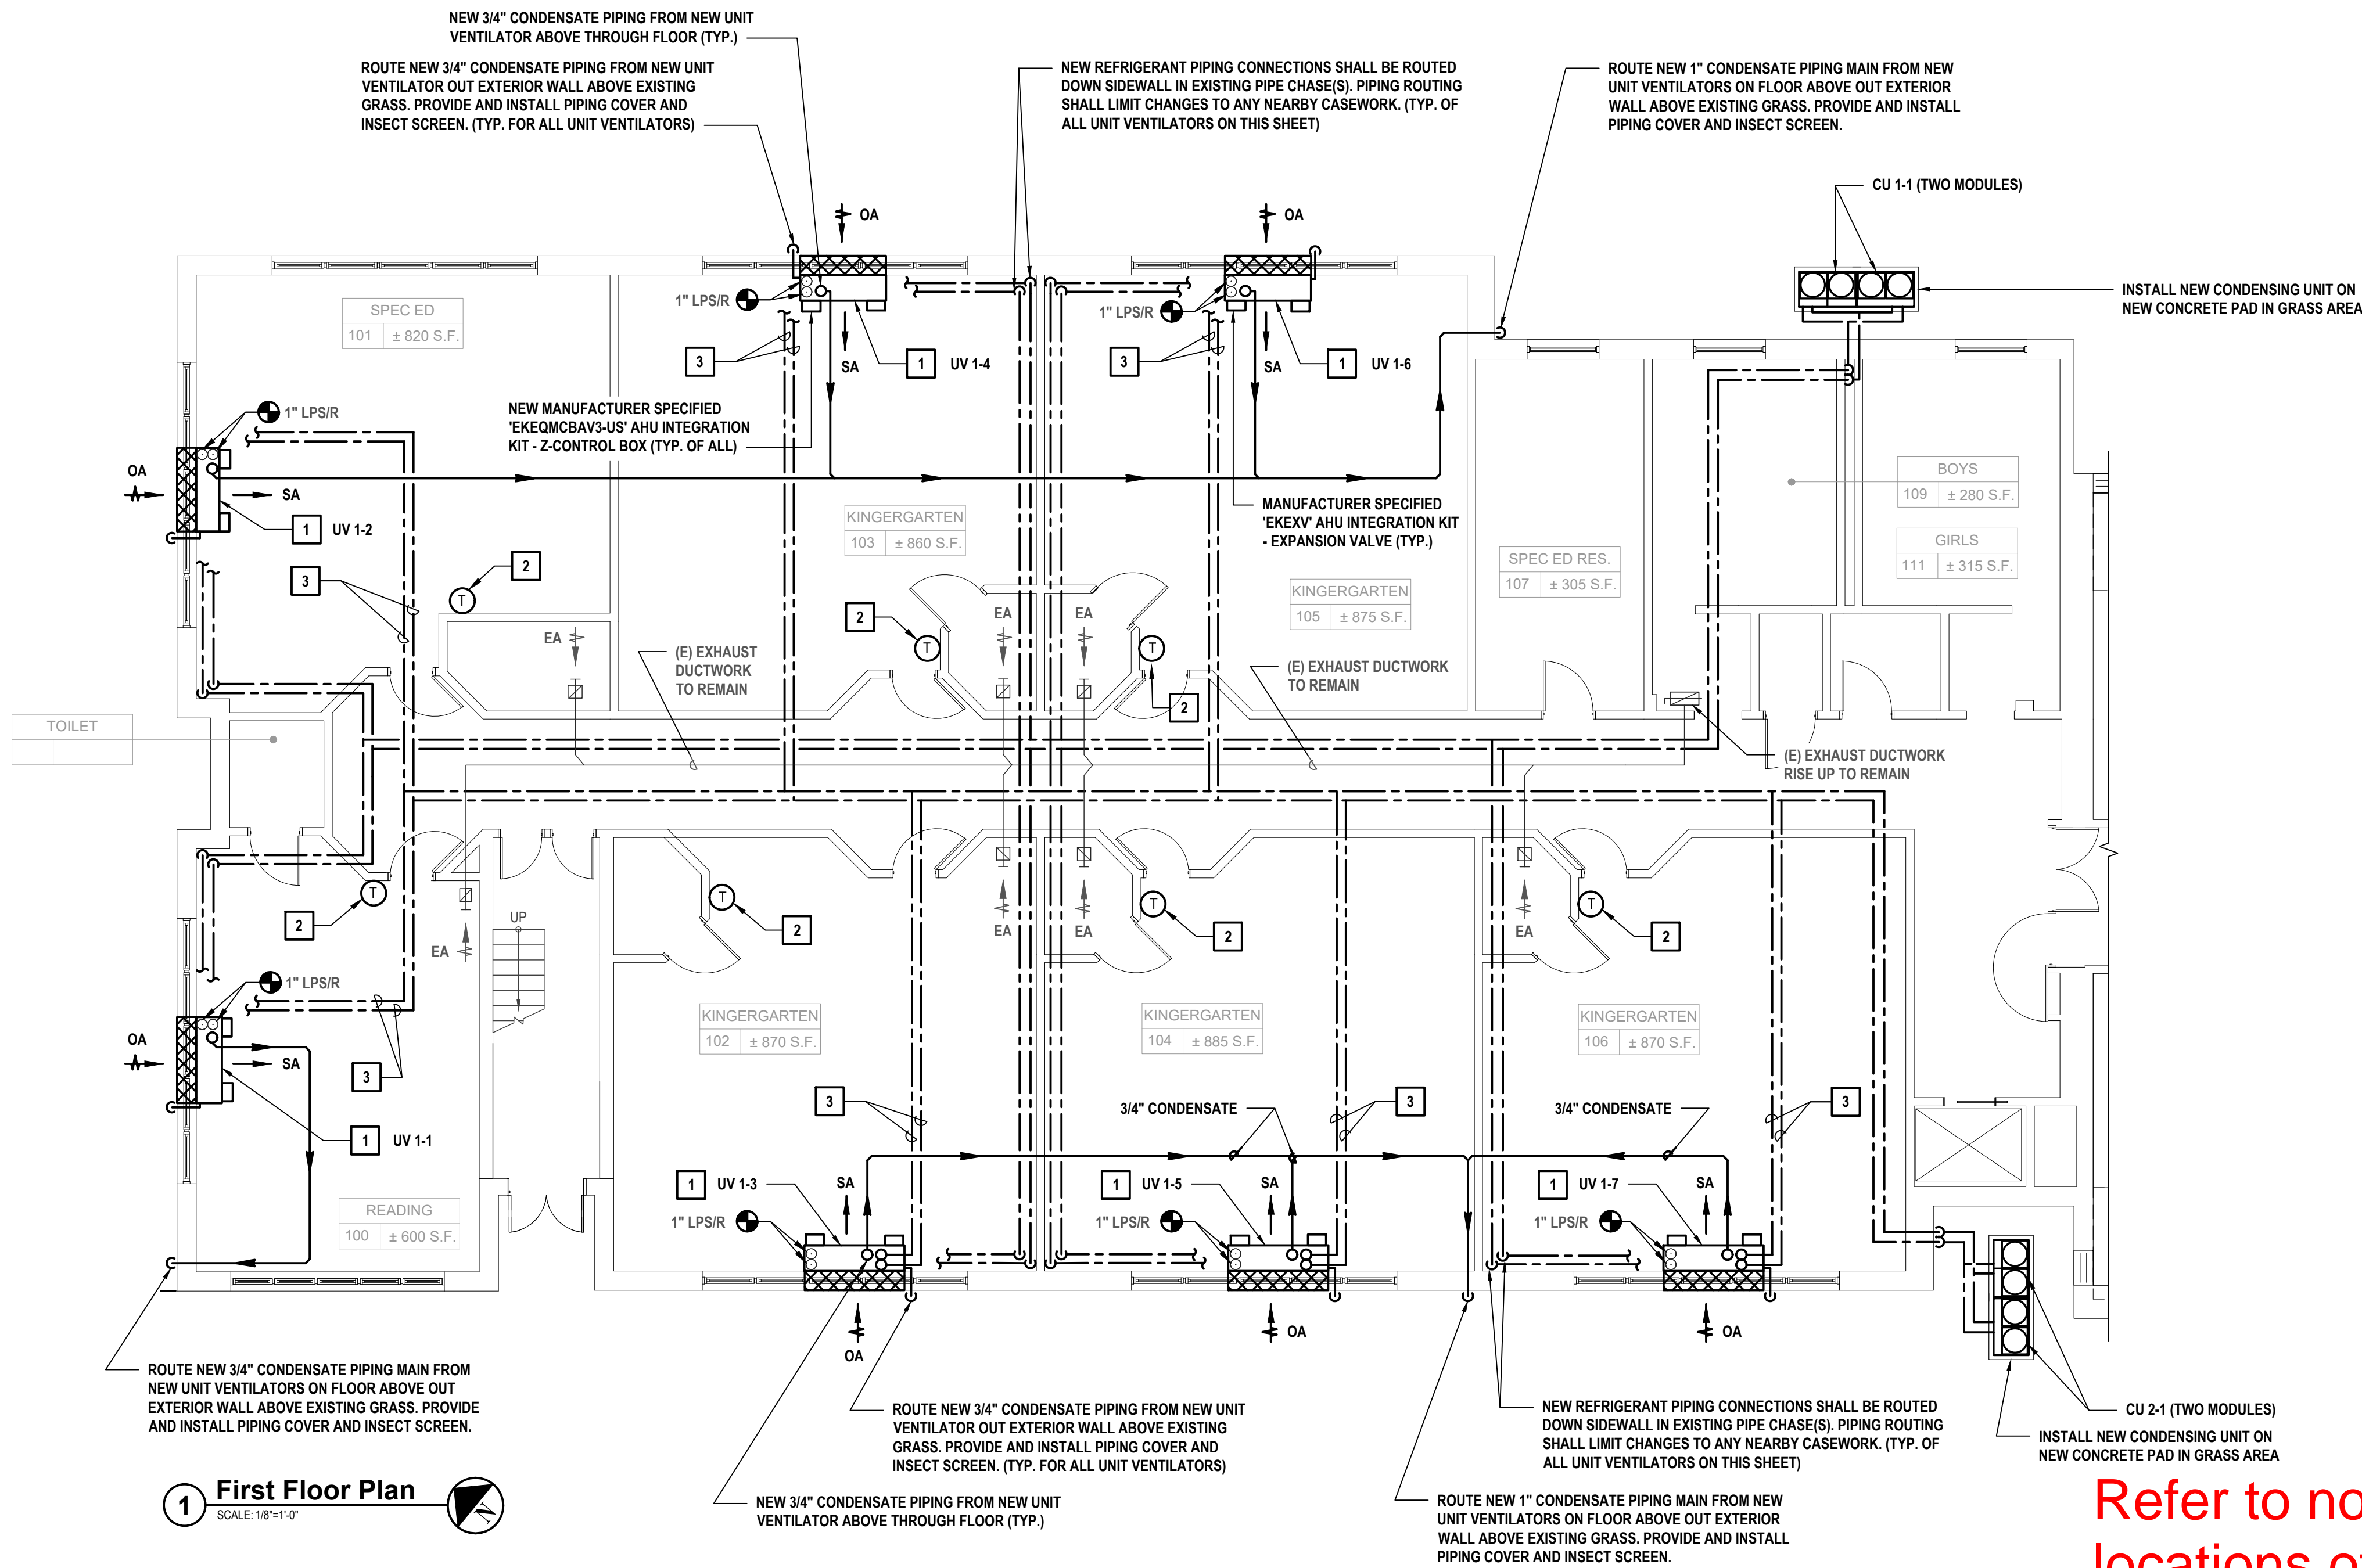 NEW 3/4" CONDENSATE PIPING FROM NEW UNIT
VENTILATOR ABOVE THROUGH FLOOR (TYP.)
ROUTE NEW 3/4" CONDENSATE PIPING FROM NEW UNIT
VENTILATOR OUT EXTERIOR WALL ABOVE EXISTING
GRASS. PROVIDE AND INSTALL PIPING COVER AND
INSECT SCREEN. (TYP. FOR ALL UNIT VENTILATORS)
NEW REFRIGERANT PIPING CONNECTIONS SHALL BE ROUTED
DOWN SIDEWALL IN EXISTING PIPE CHASE(S). PIPING ROUTING
SHALL LIMIT CHANGES TO ANY NEARBY CASEWORK. (TYP. OF
ALL UNIT VENTILATORS ON THIS SHEET)
ROUTE NEW 1" CONDENSATE PIPING MAIN FROM NEW
UNIT VENTILATORS ON FLOOR ABOVE OUT EXTERIOR
WALL ABOVE EXISTING GRASS. PROVIDE AND INSTALL
PIPING COVER AND INSECT SCREEN.
CU 1-1 (TWO MODULES)
INSTALL NEW CONDENSING UNIT ON
NEW CONCRETE PAD IN GRASS AREA
OA
OA
SPEC ED
101 ± 820 S.F.
1" LPS/R
3
SA
1 UV 1-4
1" LPS/R
3
SA
1 UV 1-6
NEW MANUFACTURER SPECIFIED
'EKEQMCBAV3-US' AHU INTEGRATION
KIT - Z-CONTROL BOX (TYP. OF ALL)
1" LPS/R
OA
SA
1 UV 1-2
3
T
2
EA
KINGERGARTEN
103 ± 860 S.F.
MANUFACTURER SPECIFIED
'EKEXV' AHU INTEGRATION KIT
- EXPANSION VALVE (TYP.)
BOYS
109 ± 280 S.F.
GIRLS
111 ± 315 S.F.
SPEC ED RES.
107 ± 305 S.F.
KINGERGARTEN
105 ± 875 S.F.
2
T
EA
EA
T
2
(E) EXHAUST
DUCTWORK
TO REMAIN
(E) EXHAUST DUCTWORK
TO REMAIN
(E) EXHAUST DUCTWORK
RISE UP TO REMAIN
TOILET
T
2
EA
UP
T
2
EA
EA
T
2
EA
T
2
1" LPS/R
OA
SA
3
1 UV 1-1
READING
100 ± 600 S.F.
KINGERGARTEN
102 ± 870 S.F.
KINGERGARTEN
104 ± 885 S.F.
KINGERGARTEN
106 ± 870 S.F.
3
3/4" CONDENSATE
3
3/4" CONDENSATE
3
1 UV 1-3
SA
1" LPS/R
1 UV 1-5
SA
1" LPS/R
1 UV 1-7
SA
1" LPS/R
OA
OA
OA
ROUTE NEW 3/4" CONDENSATE PIPING MAIN FROM
NEW UNIT VENTILATORS ON FLOOR ABOVE OUT
EXTERIOR WALL ABOVE EXISTING GRASS. PROVIDE
AND INSTALL PIPING COVER AND INSECT SCREEN.
ROUTE NEW 3/4" CONDENSATE PIPING FROM NEW UNIT
VENTILATOR OUT EXTERIOR WALL ABOVE EXISTING
GRASS. PROVIDE AND INSTALL PIPING COVER AND
INSECT SCREEN. (TYP. FOR ALL UNIT VENTILATORS)
NEW REFRIGERANT PIPING CONNECTIONS SHALL BE ROUTED
DOWN SIDEWALL IN EXISTING PIPE CHASE(S). PIPING ROUTING
SHALL LIMIT CHANGES TO ANY NEARBY CASEWORK. (TYP. OF
ALL UNIT VENTILATORS ON THIS SHEET)
CU 2-1 (TWO MODULES)
INSTALL NEW CONDENSING UNIT ON
NEW CONCRETE PAD IN GRASS AREA
NEW 3/4" CONDENSATE PIPING FROM NEW UNIT
VENTILATOR ABOVE THROUGH FLOOR (TYP.)
ROUTE NEW 1" CONDENSATE PIPING MAIN FROM NEW
UNIT VENTILATORS ON FLOOR ABOVE OUT EXTERIOR
WALL ABOVE EXISTING GRASS. PROVIDE AND INSTALL
PIPING COVER AND INSECT SCREEN.
1 First Floor Plan
SCALE: 1/8"=1'-0"
N
Refer to no
locations of